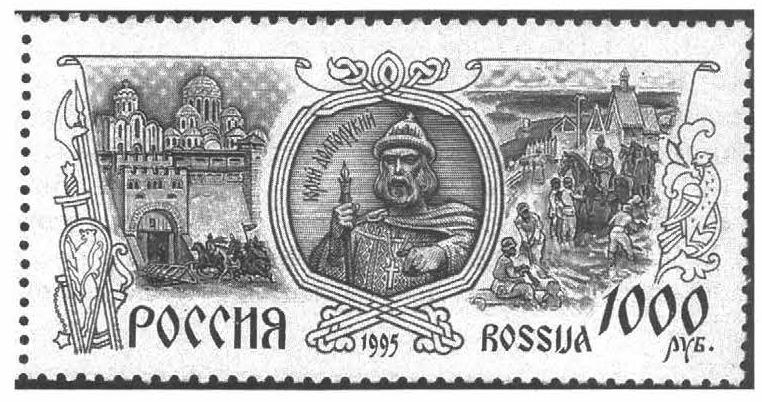 ЮРИЙ ДОЛГОРУКИЙ
РОССИЯ
1995
ROSSIJA
1000
РУБ.